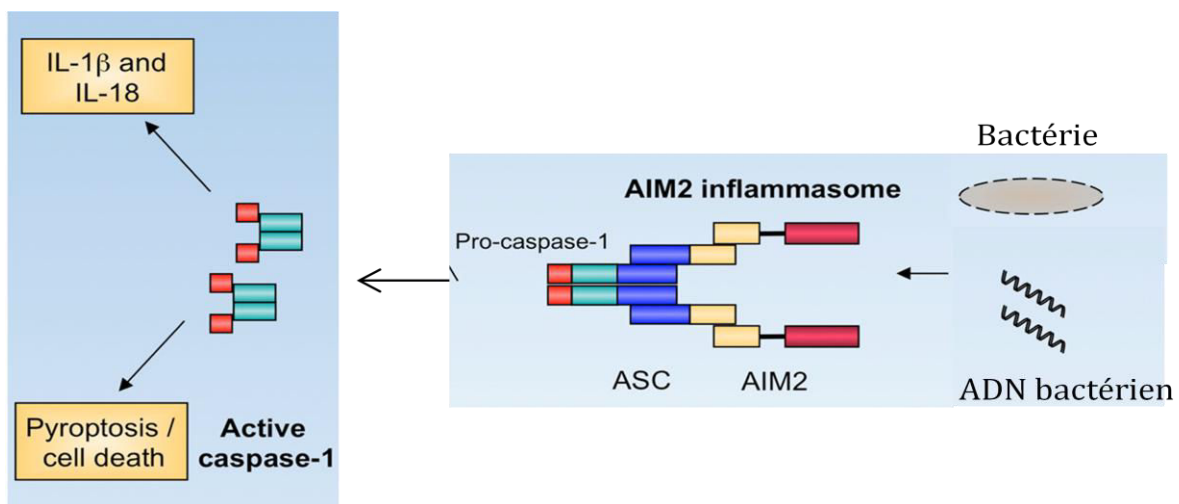 IL-1β and
IL-18
Pyroptosis /
cell death
Active
caspase-1
AIM2 inflammasome
Pro-caspase-1
ASC
AIM2
Bactérie
ADN bactérien